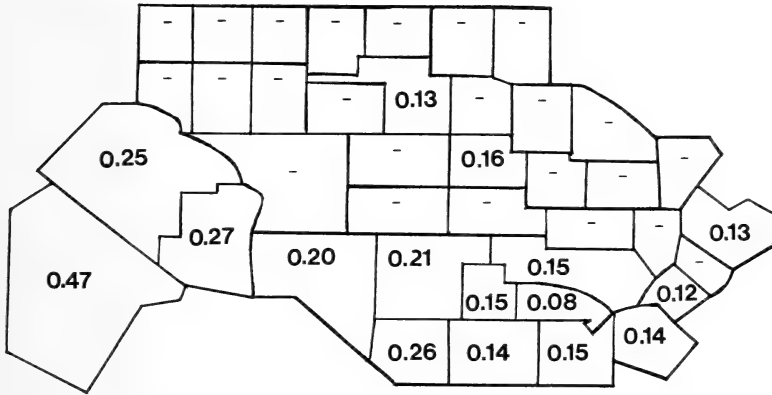 - - - - - - -
- - - - 0.13 - - -
0.25 - - 0.16 - - -
0.27 - - - - - 0.13
0.47 0.20 0.21 0.15 -
0.15 0.08 0.12
0.26 0.14 0.15 0.14